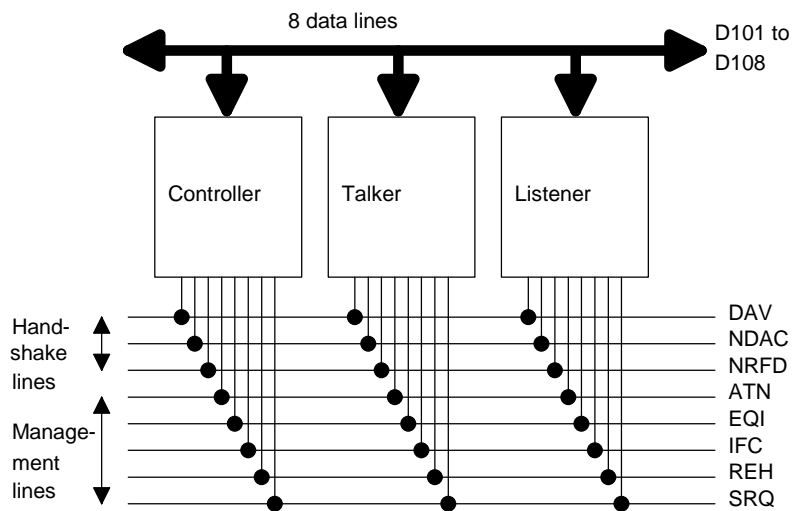 8 data lines
D101 to
D108
Controller
Talker
Listener
Hand-
shake
lines
Manage-
ment
lines
DAV
NDAC
NRFD
ATN
EQI
IFC
REH
SRQ